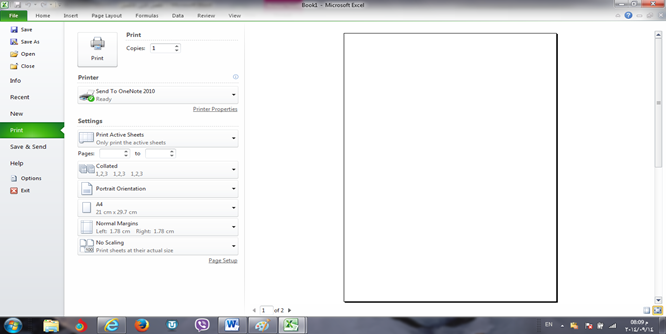 Book1 - Microsoft Excel
File Home Insert Page Layout Formulas Data Review View
Save
Save As
Open
Close
Info
Recent
New
Print
Save & Send
Help
Options
Exit
Print
Print
Copies: 1
Printer
Send To OneNote 2010
Ready
Printer Properties
Settings
Print Active Sheets
Only print the active sheets
Pages: to
Collated
1,2,3 1,2,3 1,2,3
Portrait Orientation
A4
21 cm x 29.7 cm
Normal Margins
Left: 1.78 cm Right: 1.78 cm
No Scaling
Print sheets at their actual size
Page Setup
1 of 2
EN
08:09 م